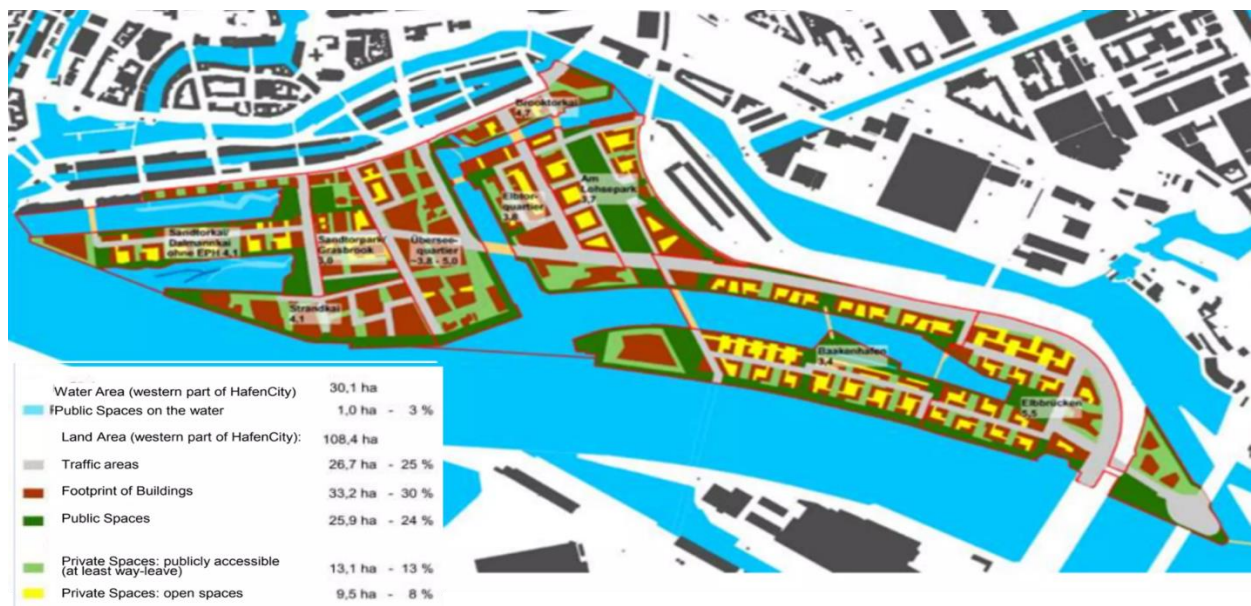 Brooktorkai
4,7
Am
Lohsepark
3,7
Elbtor-
quartier
3,8
Sandtorkai/
Dalmannkai
ohne EPH 4,1
Sandtorpark/
Grasbrook
3,0
Übersee-
quartier
~3,8 - 5,0
Strandkai
4,1
Baakenhafen
3,4
Elbbrücken
5,5
Water Area (western part of HafenCity) 30,1 ha
Public Spaces on the water 1,0 ha - 3 %
Land Area (western part of HafenCity): 108,4 ha
Traffic areas 26,7 ha - 25 %
Footprint of Buildings 33,2 ha - 30 %
Public Spaces 25,9 ha - 24 %
Private Spaces: publicly accessible
(at least way-leave) 13,1 ha - 13 %
Private Spaces: open spaces 9,5 ha - 8 %